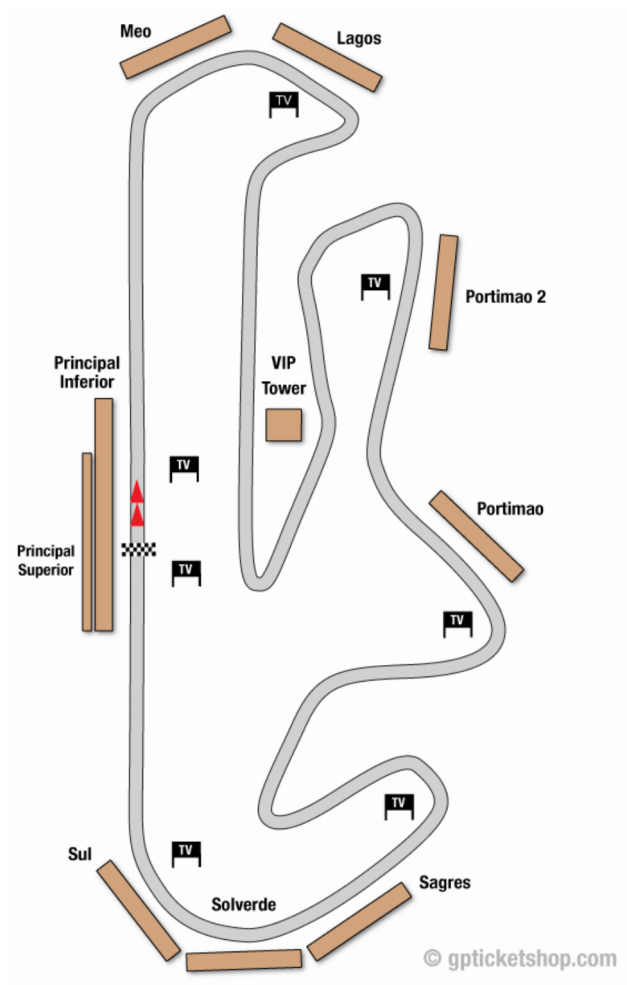 Meo
Lagos
TV
TV
Portimao 2
Principal
Inferior
VIP
Tower
TV
Portimao
Principal
Superior
TV
TV
TV
Sul
TV
Sagres
Solverde
© gpticketshop.com